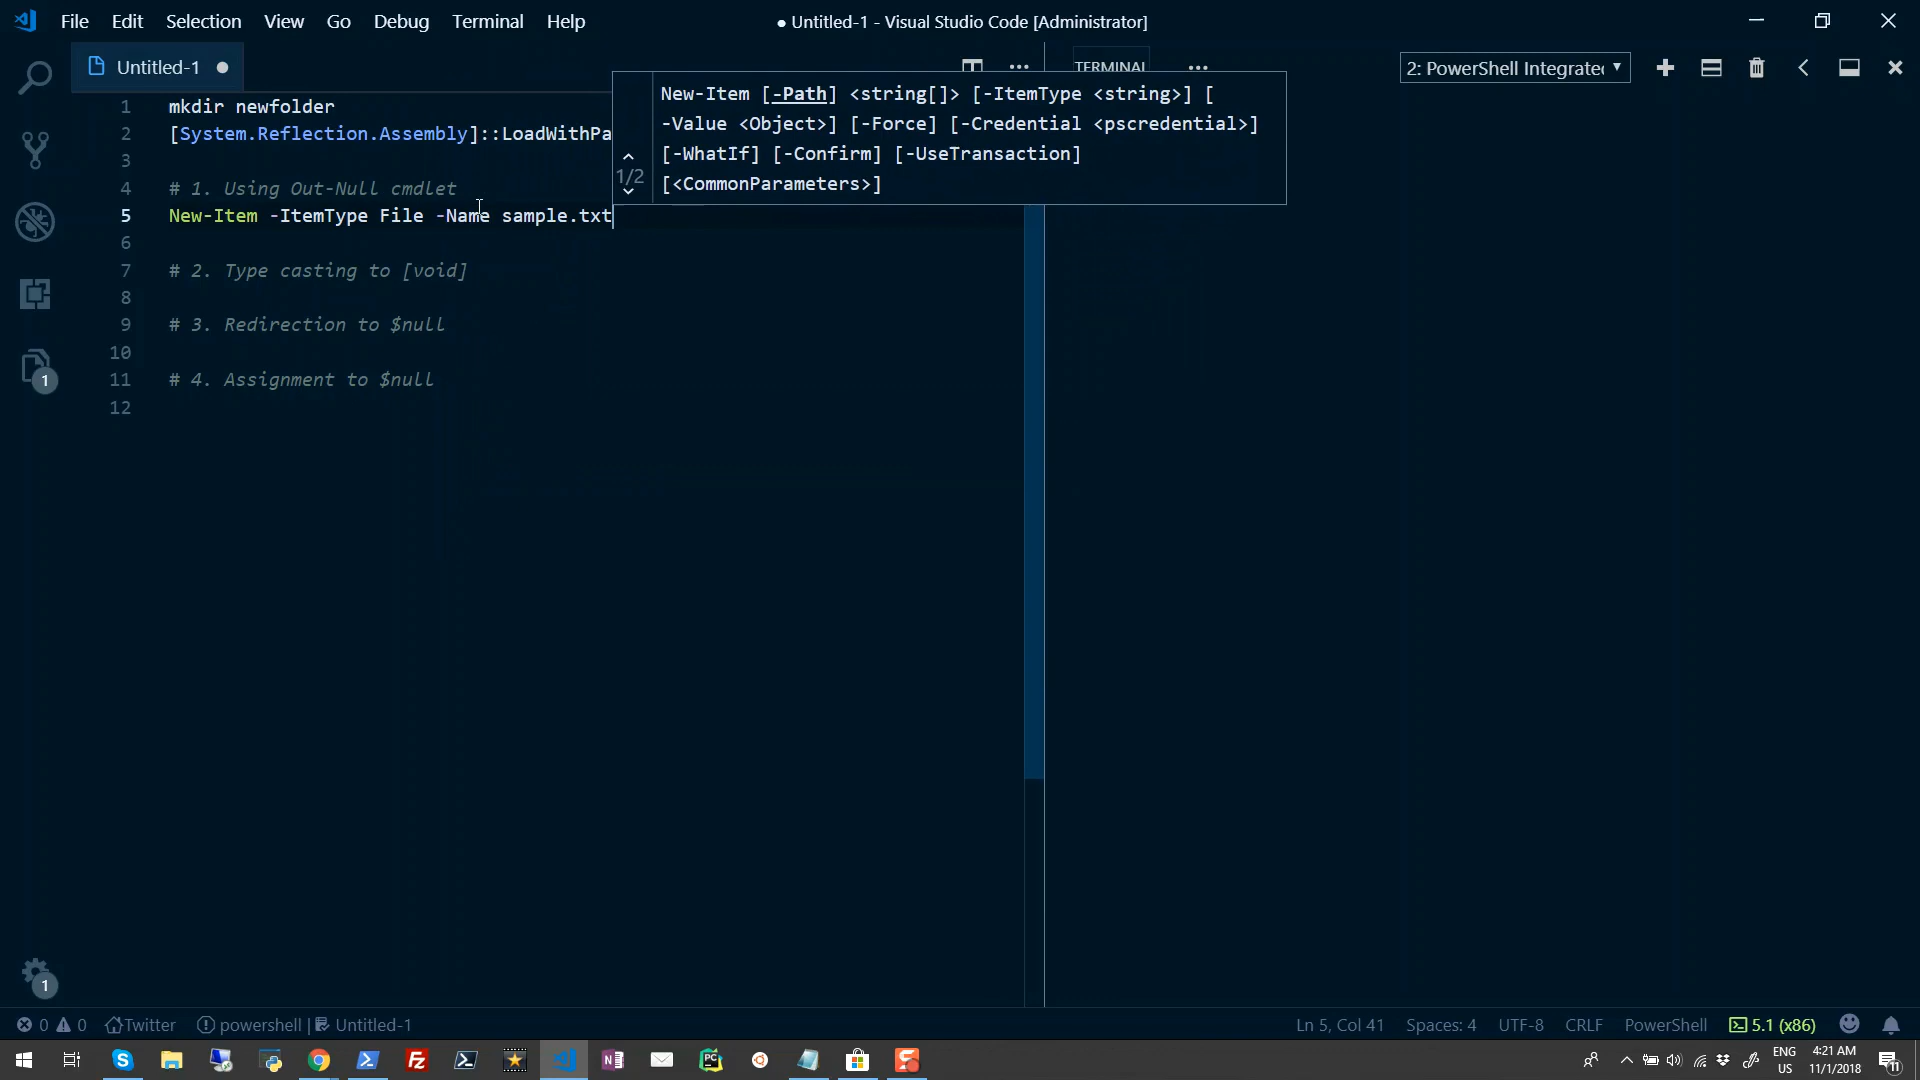 File Edit Selection View Go Debug Terminal Help
● Untitled-1 - Visual Studio Code [Administrator]
Untitled-1 ●
TERMINAL ...
2: PowerShell Integrate
1 mkdir newfolder
2 [System.Reflection.Assembly]::LoadWithPa
3
4 # 1. Using Out-Null cmdlet
5 New-Item -ItemType File -Name sample.txt
6
7 # 2. Type casting to [void]
8
9 # 3. Redirection to $null
10
11 # 4. Assignment to $null
12
1/2
New-Item [-Path] <string[]> [-ItemType <string>] [
-Value <Object>] [-Force] [-Credential <pscredential>]
[-WhatIf] [-Confirm] [-UseTransaction]
[<CommonParameters>]
1
1
0 0 Twitter powershell | Untitled-1
Ln 5, Col 41 Spaces: 4 UTF-8 CRLF PowerShell 5.1 (x86)
ENG
US
4:21 AM
11/1/2018
11